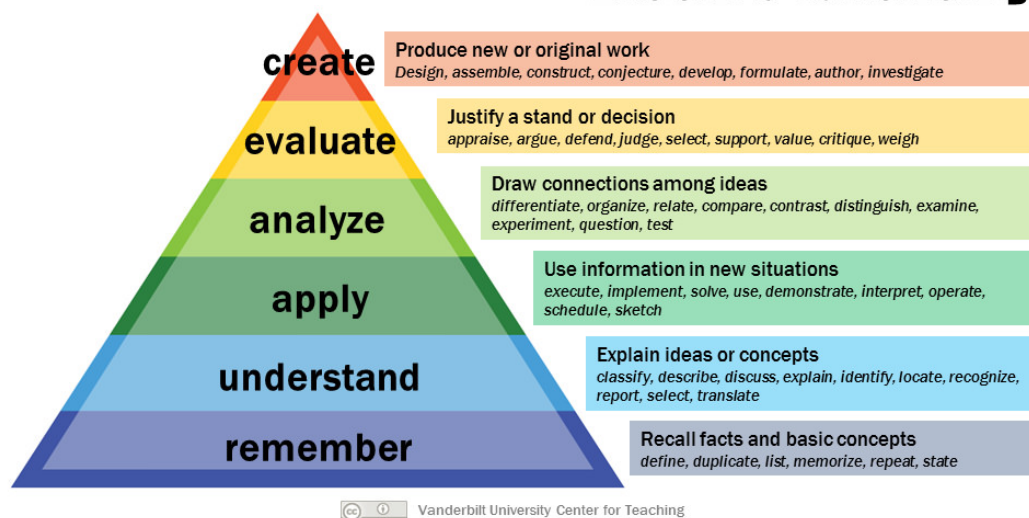 create
Produce new or original work
Design, assemble, construct, conjecture, develop, formulate, author, investigate
evaluate
Justify a stand or decision
appraise, argue, defend, judge, select, support, value, critique, weigh
analyze
Draw connections among ideas
differentiate, organize, relate, compare, contrast, distinguish, examine,
experiment, question, test
apply
Use information in new situations
execute, implement, solve, use, demonstrate, interpret, operate,
schedule, sketch
understand
Explain ideas or concepts
classify, describe, discuss, explain, identify, locate, recognize,
report, select, translate
remember
Recall facts and basic concepts
define, duplicate, list, memorize, repeat, state
cc
Vanderbilt University Center for Teaching